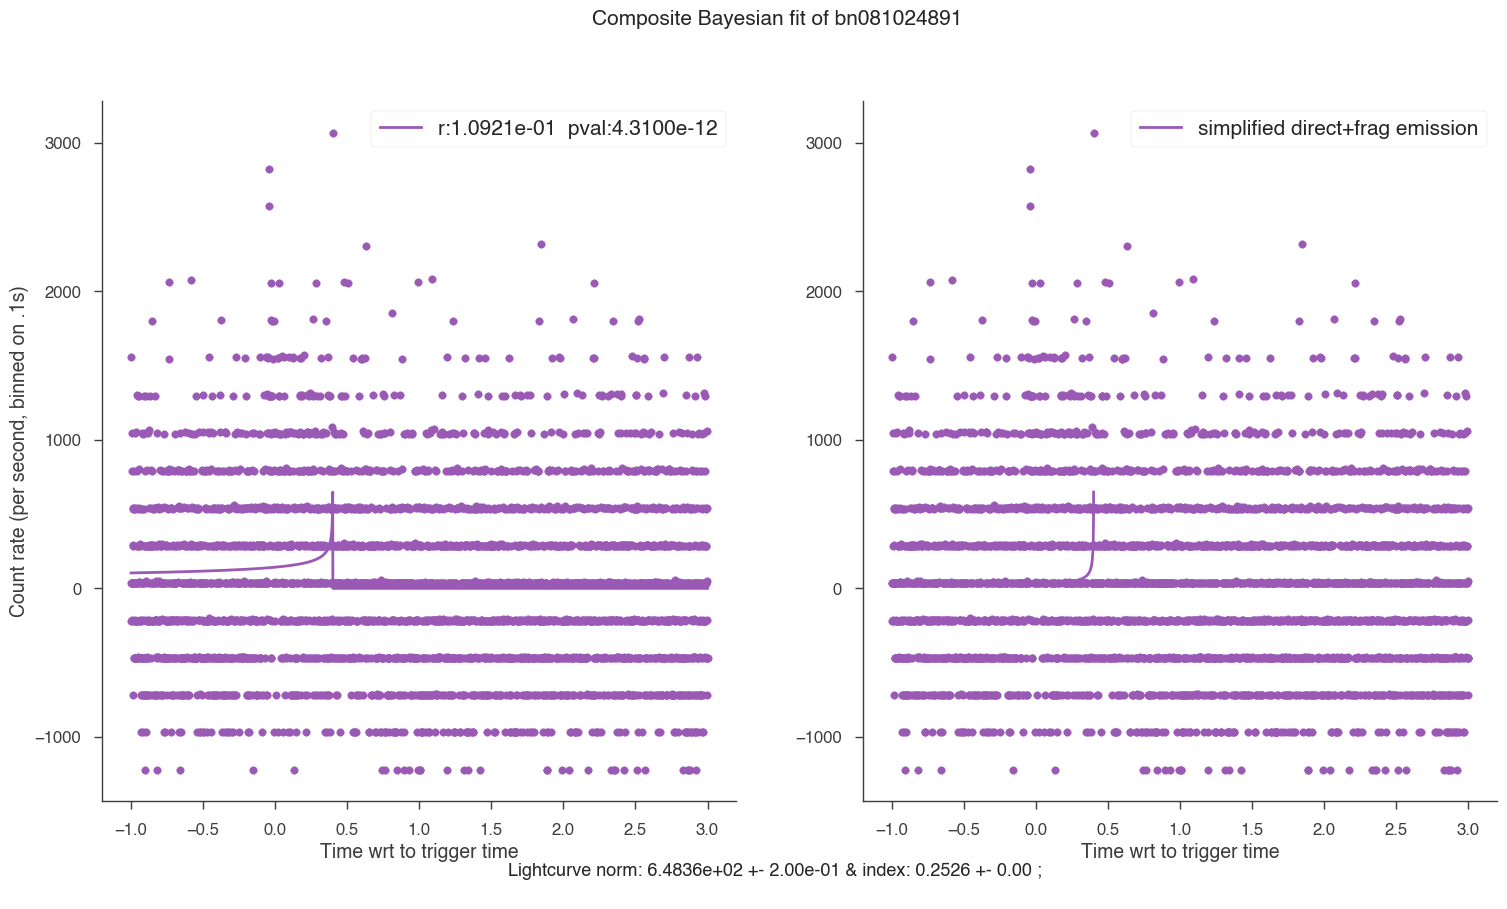 Composite Bayesian fit of bn081024891
r:1.0921e-01  pval:4.3100e-12
simplified direct+frag emission
Count rate (per second, binned on .1s)
3000
2000
1000
0
−1000
3000
2000
1000
0
−1000
−1.0 −0.5 0.0 0.5 1.0 1.5 2.0 2.5 3.0
−1.0 −0.5 0.0 0.5 1.0 1.5 2.0 2.5 3.0
Time wrt to trigger time
Time wrt to trigger time
Lightcurve norm: 6.4836e+02 +- 2.00e-01 & index: 0.2526 +- 0.00 ;